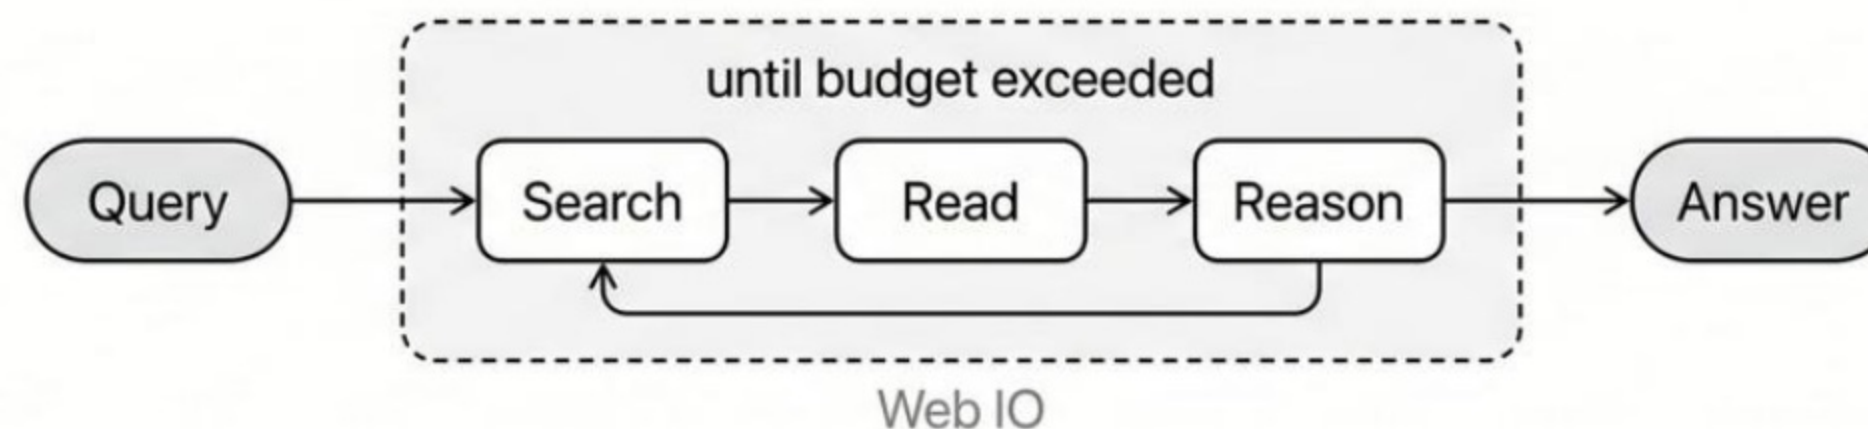 until budget exceeded
Query
Search
Read
Reason
Answer
Web IO